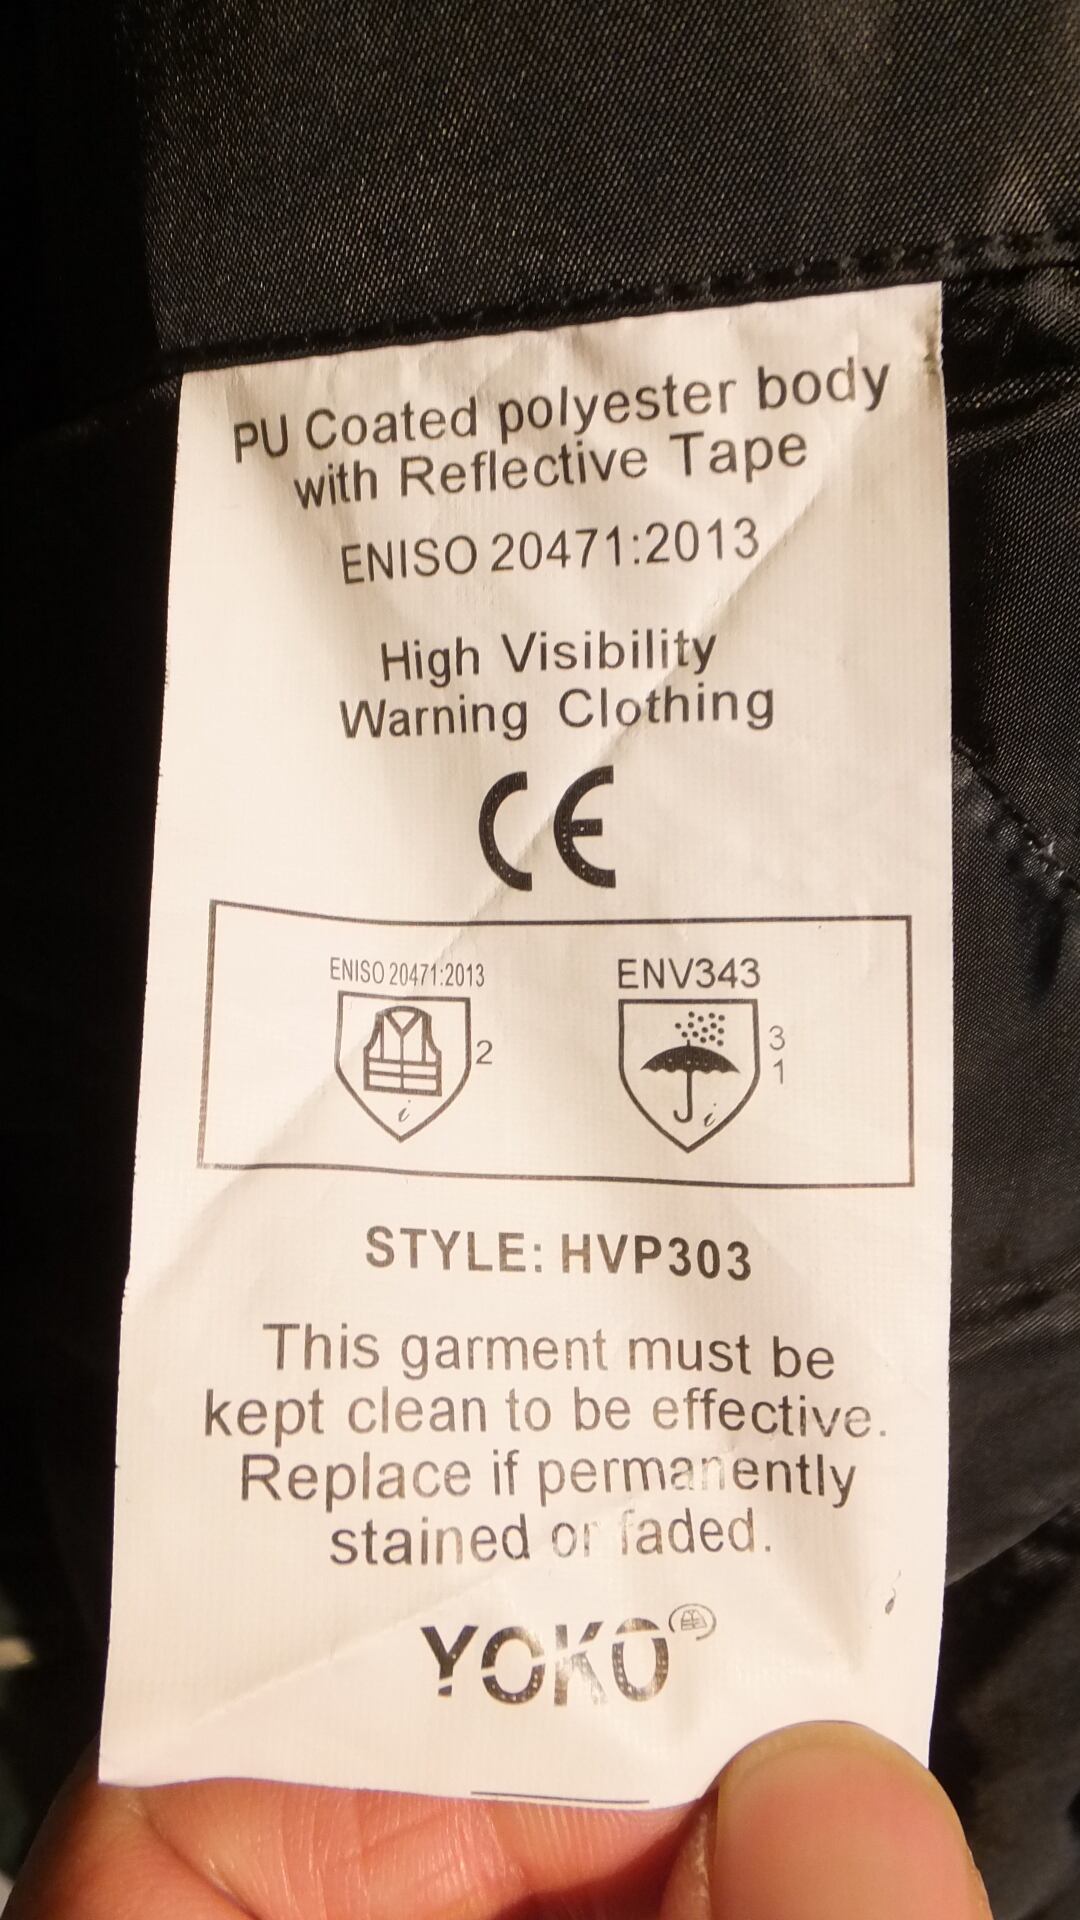 PU Coated polyester body
with Reflective Tape
ENISO 20471:2013
High Visibility
Warning Clothing
CE
ENISO 20471:2013
2
i
ENV343
3
1
i
STYLE: HVP303
This garment must be
kept clean to be effective.
Replace if permanently
stained or faded.
YOKO